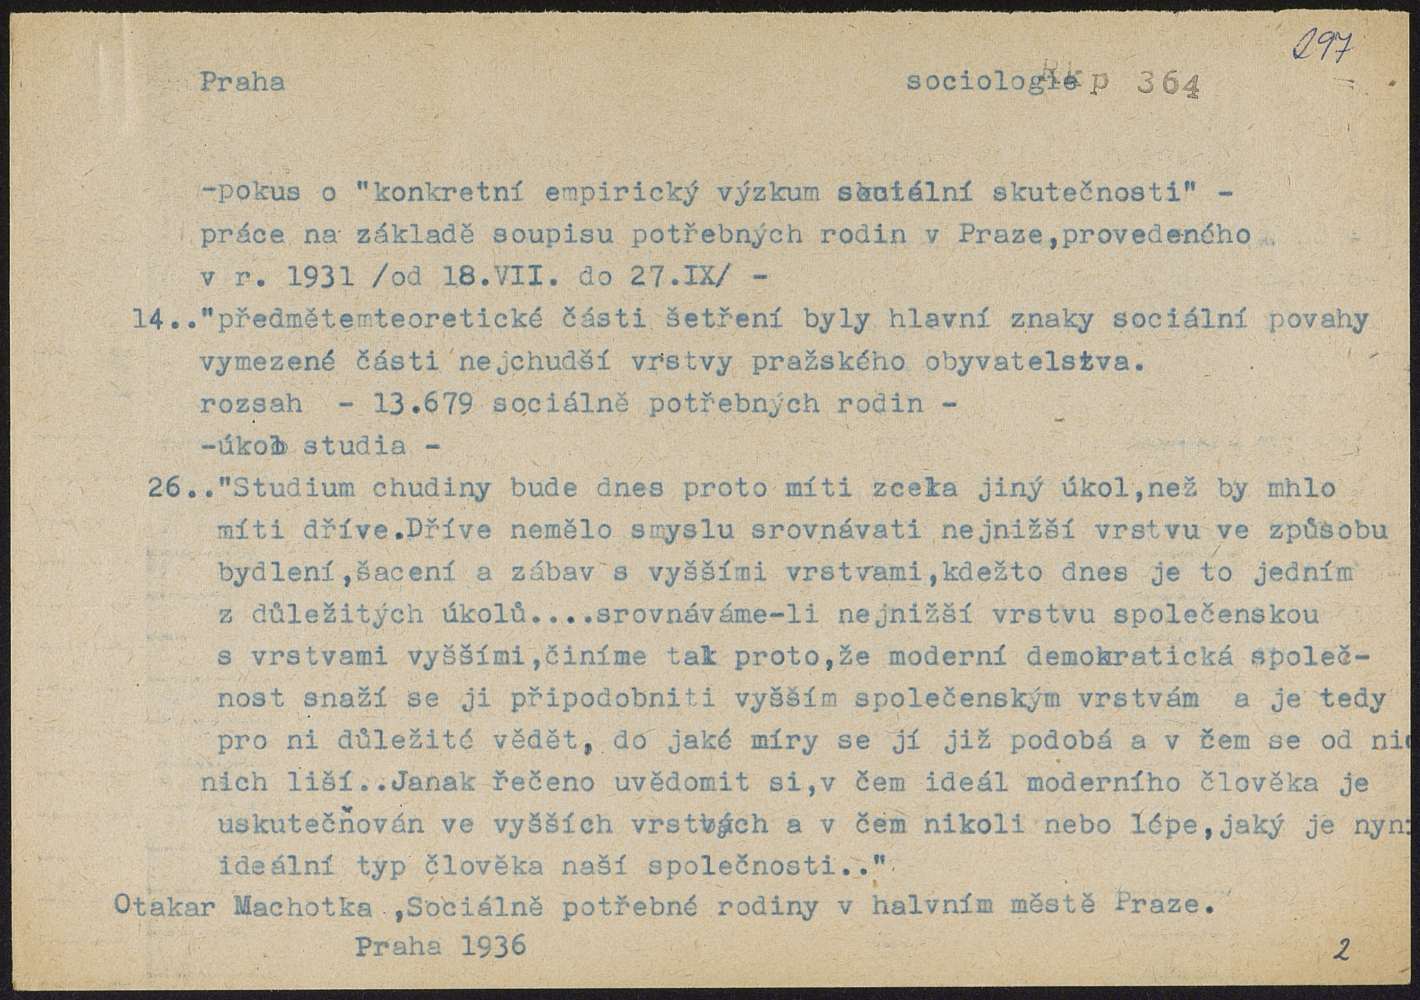 297
Praha sociologie Rkp 364
-pokus o "konkretní empirický výzkum sociální skutečnosti" -
práce na základě soupisu potřebných rodin v Praze,provedeného
v r. 1931 /od 18.VII. do 27.IX/ -
14.."předmětemteoretické části šetření byly hlavní znaky sociální povahy
vymezené části nejchudší vrstvy pražského obyvatelstva.
rozsah - 13.679 sociálně potřebných rodin -
-úkol studia -
26.."Studium chudiny bude dnes proto míti zcela jiný úkol,než by mhlo
míti dříve.Dříve nemělo smyslu srovnávati nejnižší vrstvu ve způsobu
bydlení,šacení a zábav s vyššími vrstvami,kdežto dnes je to jedním
z důležitých úkolů....srovnáváme-li nejnižší vrstvu společenskou
s vrstvami vyššími,činíme tak proto,že moderní demokratická společ-
nost snaží se ji připodobniti vyšším společenským vrstvám a je tedy
pro ni důležité vědět, do jaké míry se jí již podobá a v čem se od nic
nich liší..Janak řečeno uvědomit si,v čem ideál moderního člověka je
uskutečňován ve vyšších vrstvách a v čem nikoli nebo lépe,jaký je nyní
ideální typ člověka naší společnosti.."
Otakar Machotka ,Sociálně potřebné rodiny v halvním městě Praze.
Praha 1936
2